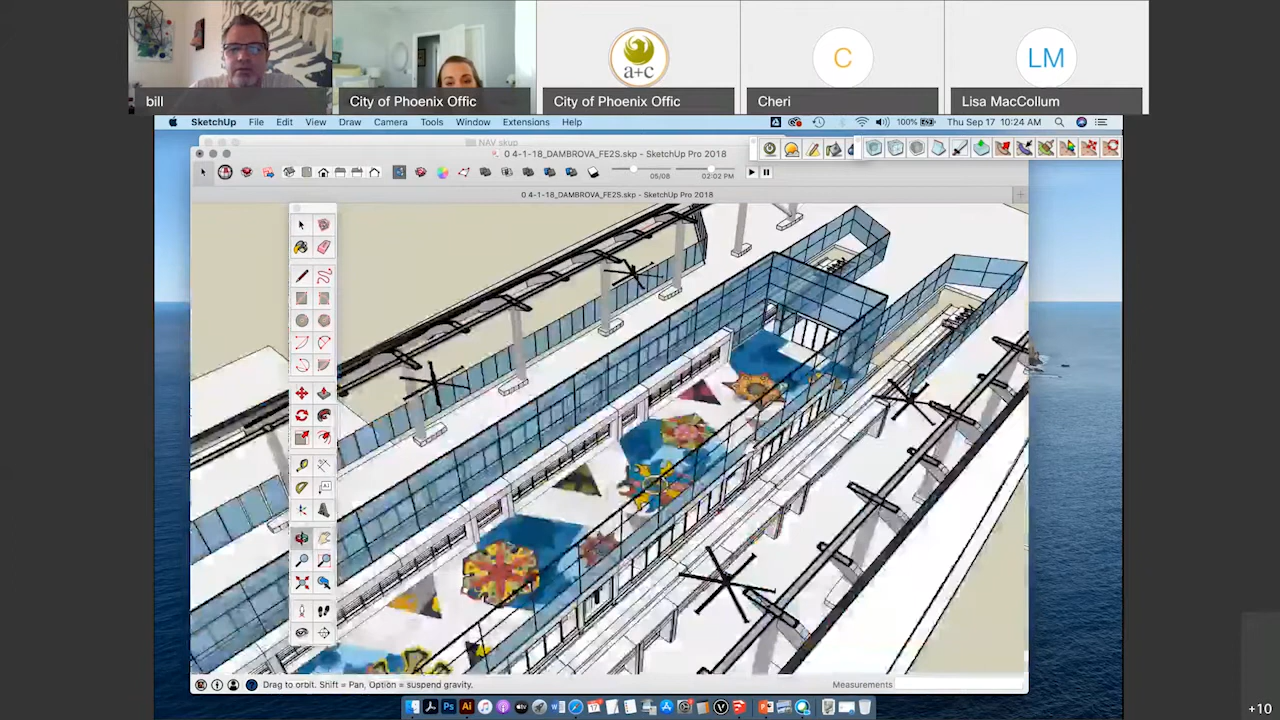 a+c
C
LM
bill
City of Phoenix Offic
City of Phoenix Offic
Cheri
Lisa MacCollum
SketchUp File Edit View Draw Camera Tools Window Extensions Help
100% Thu Sep 17 10:24 AM
NAV.skup
0 4-1-18_DAMBROVA_FE2S.skp - SketchUp Pro 2018
05/08 02:02 PM
0 4-1-18_DAMBROVA_FE2S.skp - SketchUp Pro 2018
Drag to orbit. Shift = Pan, Option = suspend gravity.
Measurements
+10